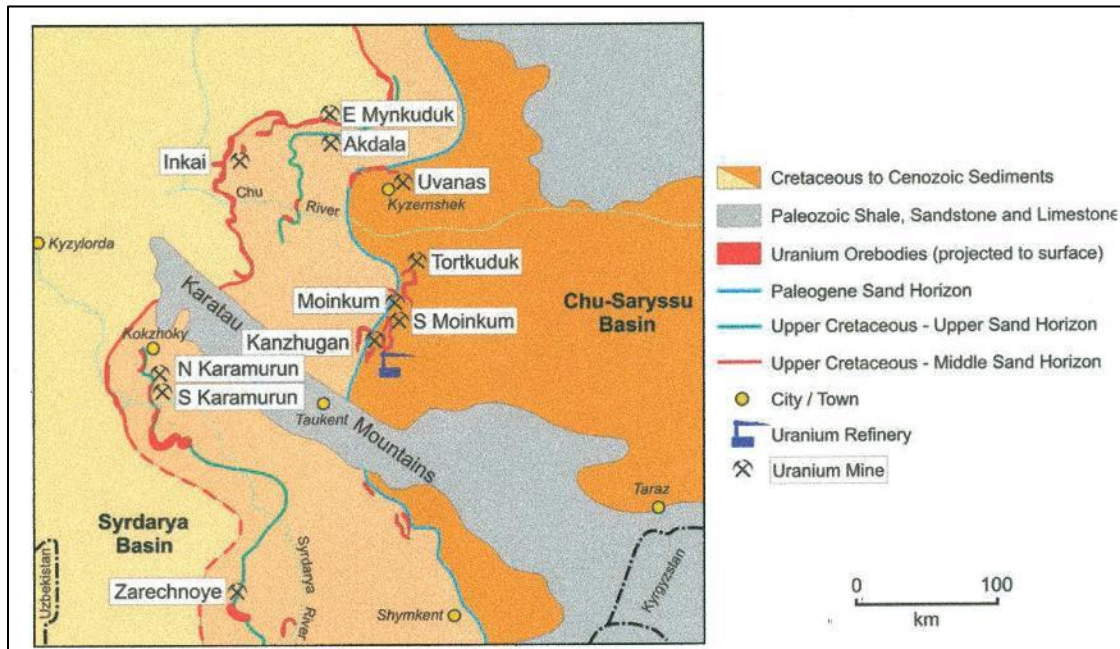 E Mynkuduk
Akdala
Inkai
Chu
River
Uvanas
Kyzemshek
Kyzylorda
Tortkuduk
Karatau
Mountains
Moinkum
S Moinkum
Chu-Saryssu
Basin
Kanzhugan
Kokzhoky
N Karamurun
S Karamurun
Taukent
Taraz
Syrdarya
Basin
Uzbekistan
Zarechnoye
Syrdarya River
Shymkent
Kyrgyzstan
Cretaceous to Cenozoic Sediments
Paleozoic Shale, Sandstone and Limestone
Uranium Orebodies (projected to surface)
Paleogene Sand Horizon
Upper Cretaceous - Upper Sand Horizon
Upper Cretaceous - Middle Sand Horizon
City / Town
Uranium Refinery
Uranium Mine
0 100
km